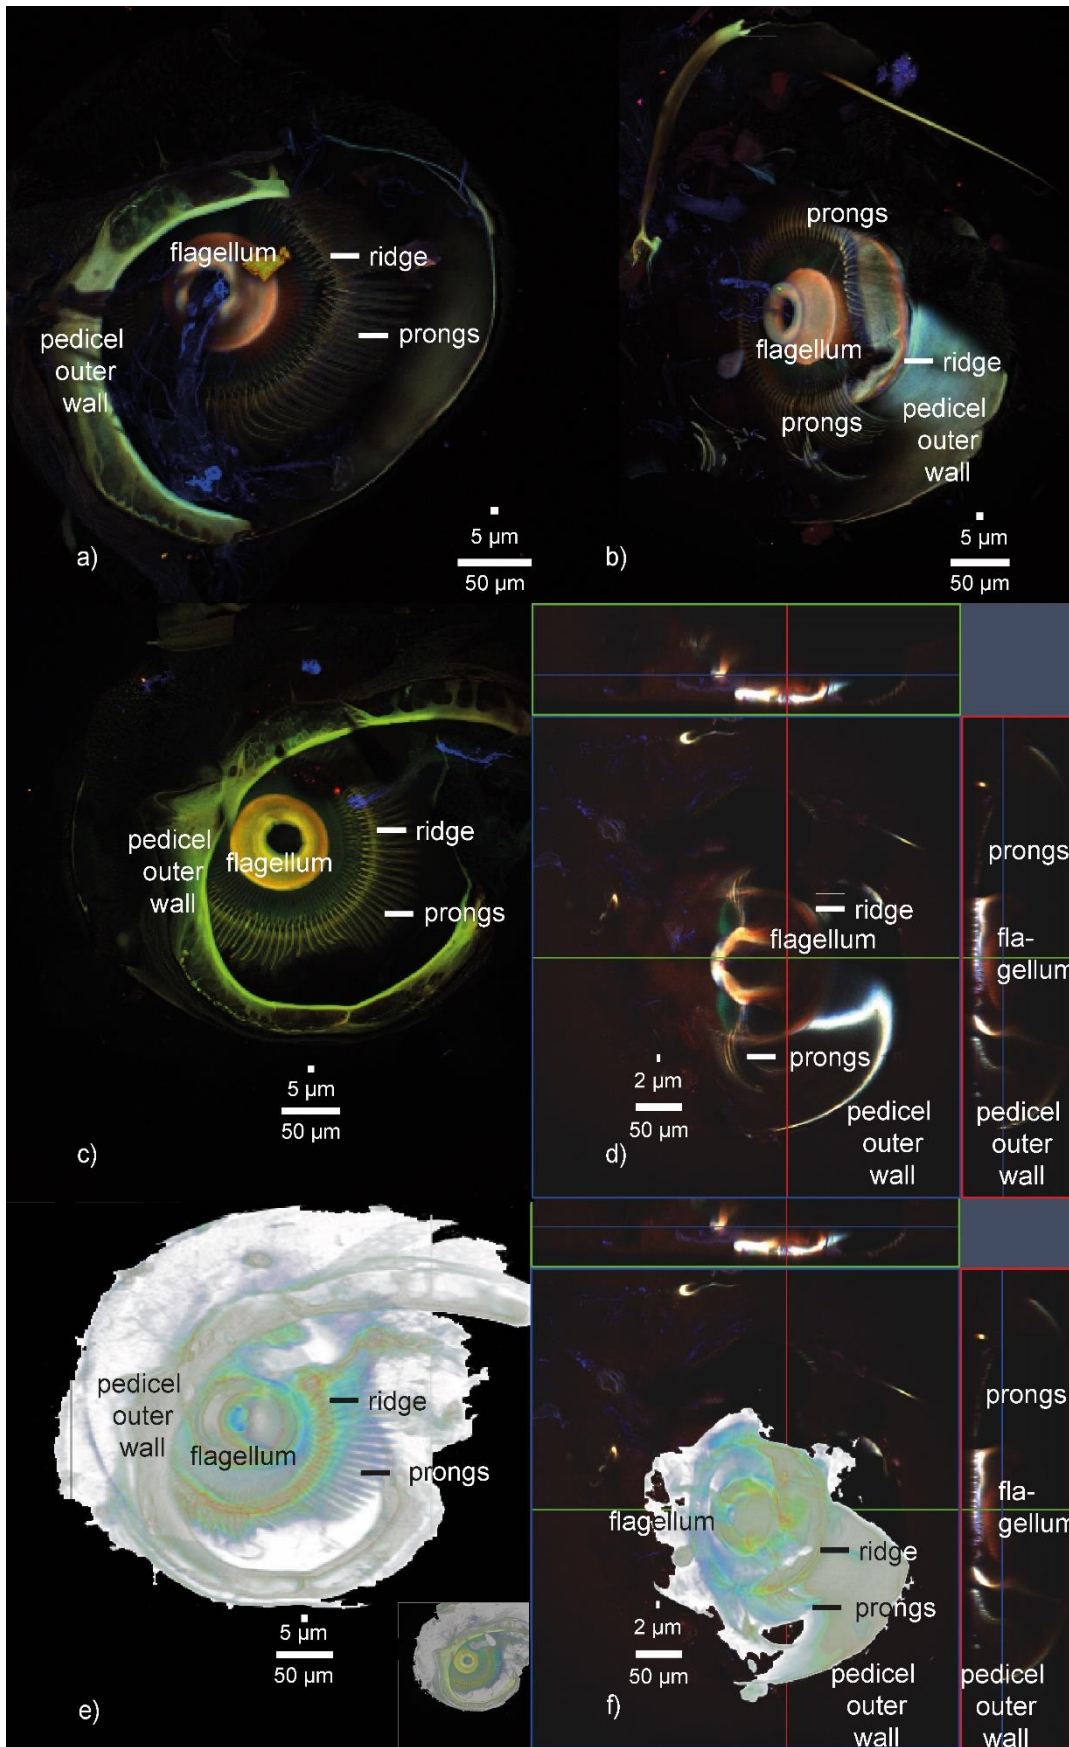 flagellum
ridge
prongs
pedicel
outer
wall
5 µm
50 µm
a)
prongs
flagellum
ridge
prongs
pedicel
outer
wall
5 µm
50 µm
b)
ridge
pedicel
outer
wall
flagellum
prongs
5 µm
50 µm
c)
prongs
ridge
flagellum
fla-
gellum
prongs
2 µm
50 µm
pedicel
outer
wall
pedicel
outer
wall
d)
pedicel
outer
wall
ridge
flagellum
prongs
5 µm
50 µm
e)
prongs
fla-
gellum
flagellum
ridge
prongs
2 µm
50 µm
pedicel
outer
wall
pedicel
outer
wall
f)